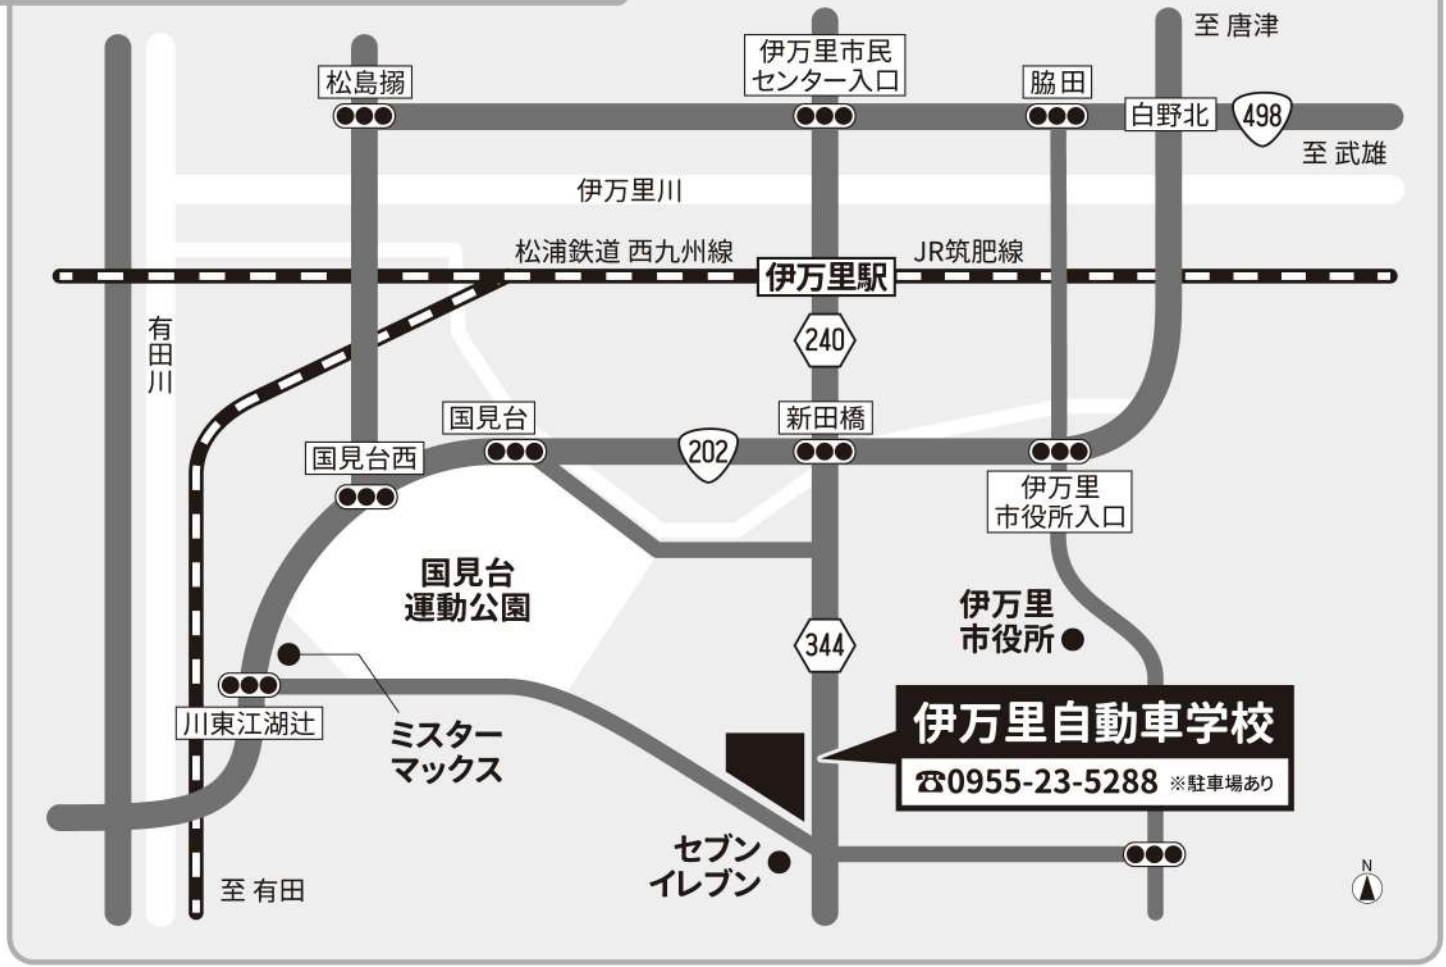 至 唐津
伊万里市民
センター入口
松島搦
脇田
白野北
498
至 武雄
伊万里川
松浦鉄道 西九州線
JR筑肥線
伊万里駅
有田川
240
国見台
新田橋
国見台西
202
伊万里
市役所入口
国見台
運動公園
伊万里
市役所
344
川東江湖辻
ミスター
マックス
伊万里自動車学校
☎0955-23-5288 ※駐車場あり
セブン
イレブン
至 有田
N